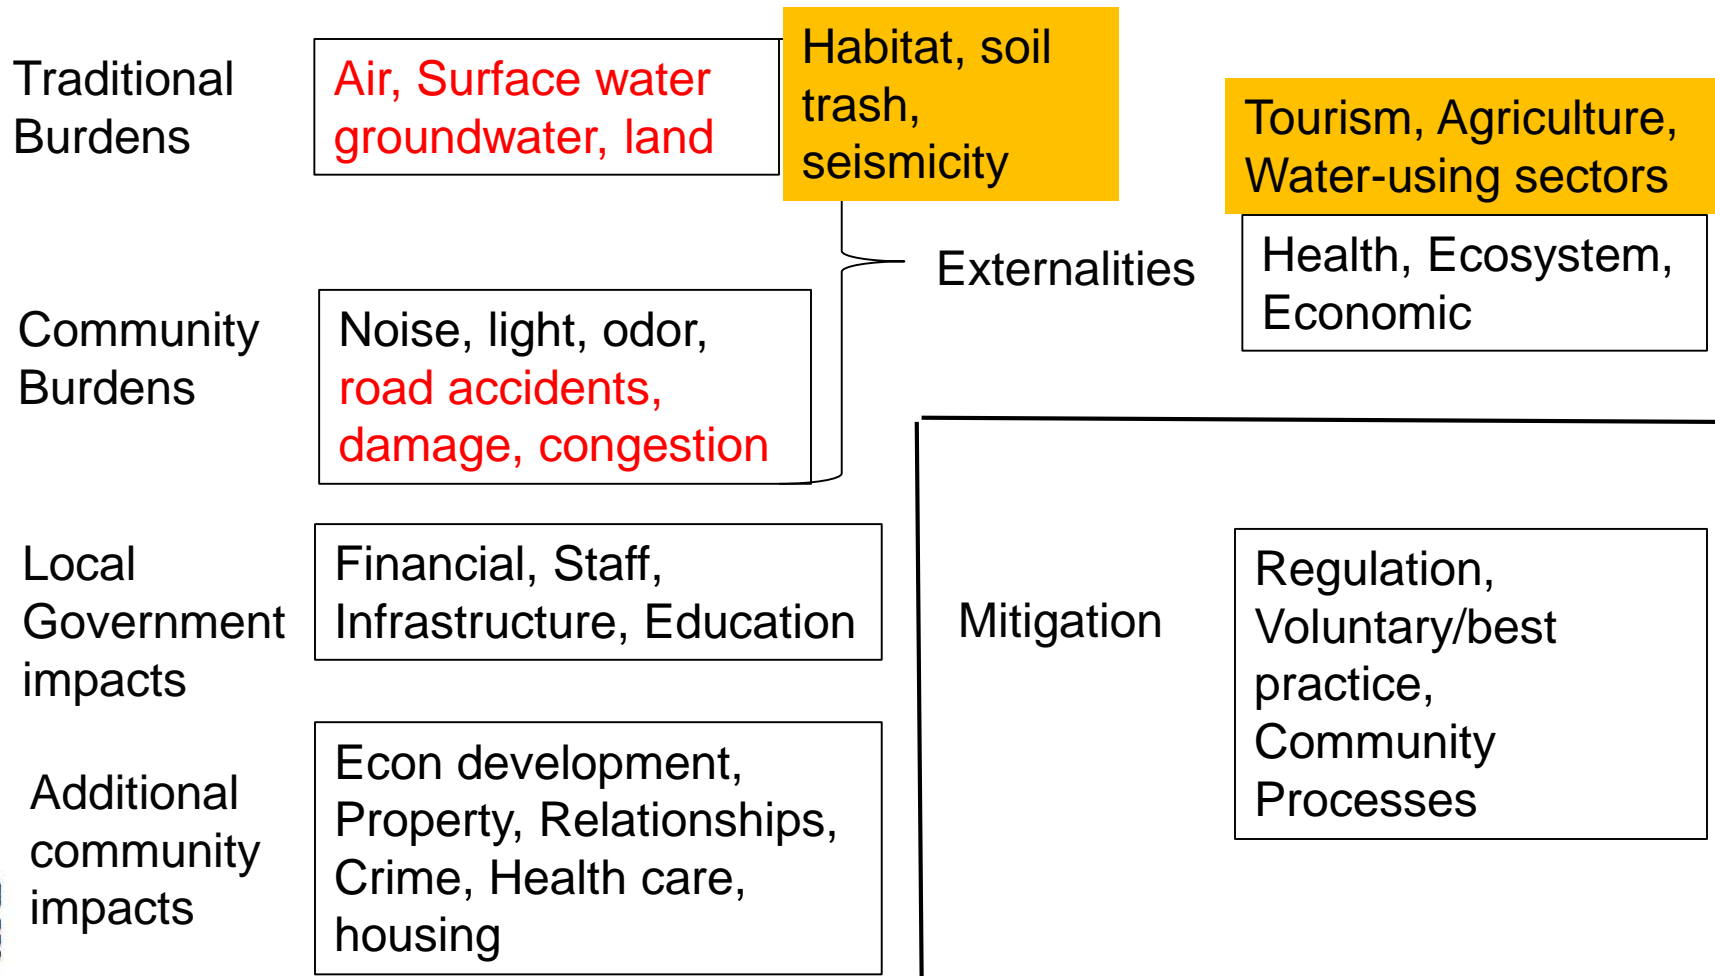 Traditional
Burdens
Air, Surface water
groundwater, land
Habitat, soil
trash,
seismicity
Tourism, Agriculture,
Water-using sectors
Externalities
Health, Ecosystem,
Economic
Community
Burdens
Noise, light, odor,
road accidents,
damage, congestion
Local
Government
impacts
Financial, Staff,
Infrastructure, Education
Mitigation
Regulation,
Voluntary/best
practice,
Community
Processes
Additional
community
impacts
Econ development,
Property, Relationships,
Crime, Health care,
housing